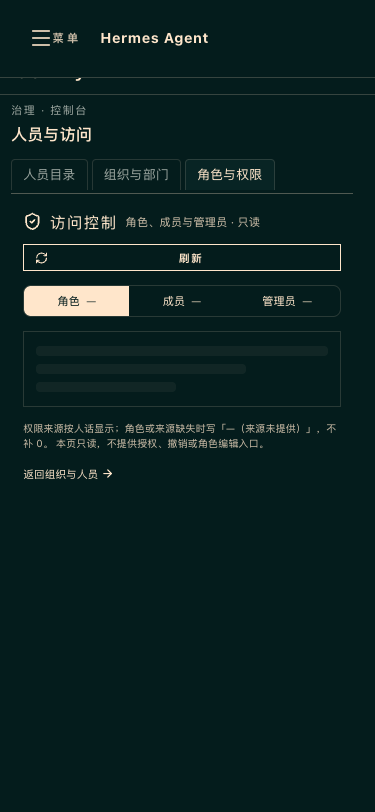 菜单
Hermes Agent
治理 · 控制台
人员与访问
人员目录
组织与部门
角色与权限
访问控制 角色、成员与管理员 · 只读
刷新
角色 —
成员 —
管理员 —
权限来源按人话显示；角色或来源缺失时写「—（来源未提供）」，不
补 0。本页只读，不提供授权、撤销或角色编辑入口。
返回组织与人员 →